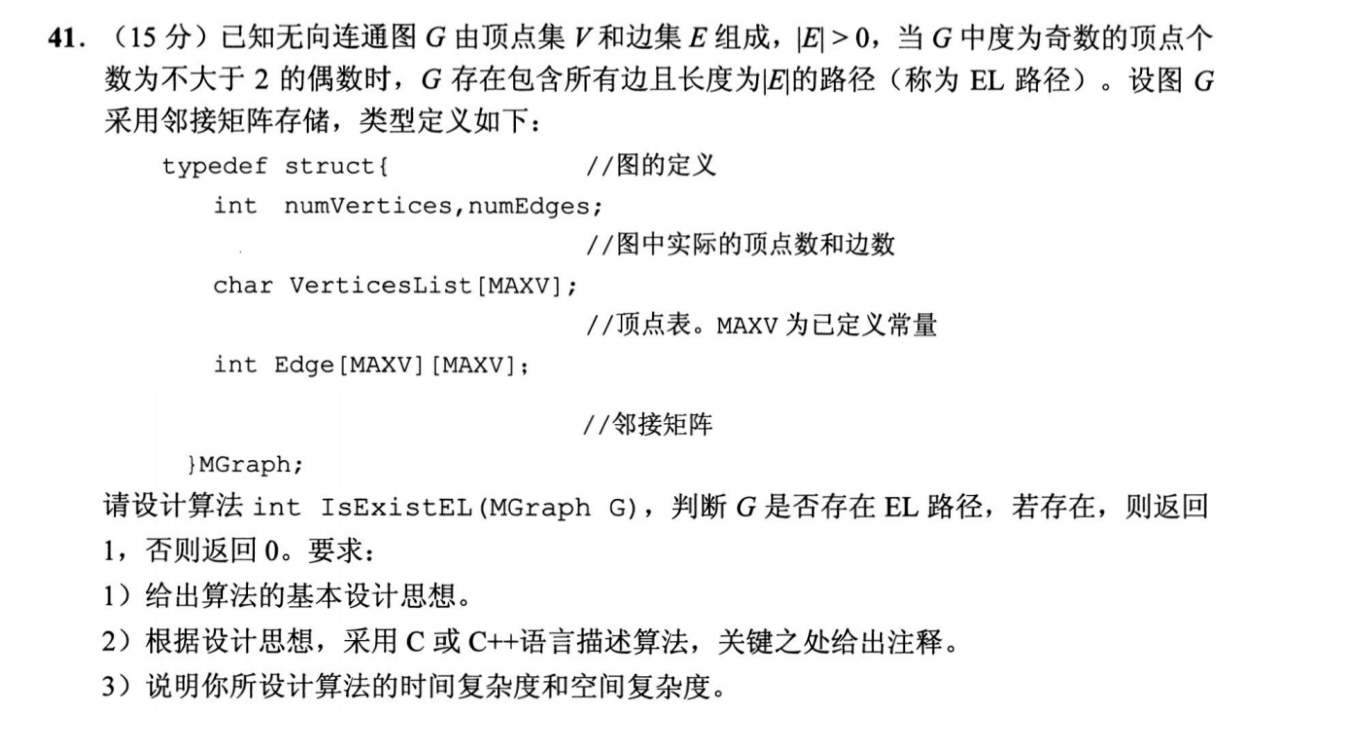 41. （15 分）已知无向连通图 G 由顶点集 V 和边集 E 组成，|E| > 0，当 G 中度为奇数的顶点个
数为不大于 2 的偶数时，G 存在包含所有边且长度为|E|的路径（称为 EL 路径）。设图 G
采用邻接矩阵存储，类型定义如下：
typedef struct{ //图的定义
int numVertices,numEdges;
//图中实际的顶点数和边数
char VerticesList[MAXV];
//顶点表。MAXV 为已定义常量
int Edge[MAXV][MAXV];
//邻接矩阵
}MGraph;
请设计算法 int IsExistEL(MGraph G)，判断 G 是否存在 EL 路径，若存在，则返回
1，否则返回 0。要求：
1）给出算法的基本设计思想。
2）根据设计思想，采用 C 或 C++语言描述算法，关键之处给出注释。
3）说明你所设计算法的时间复杂度和空间复杂度。